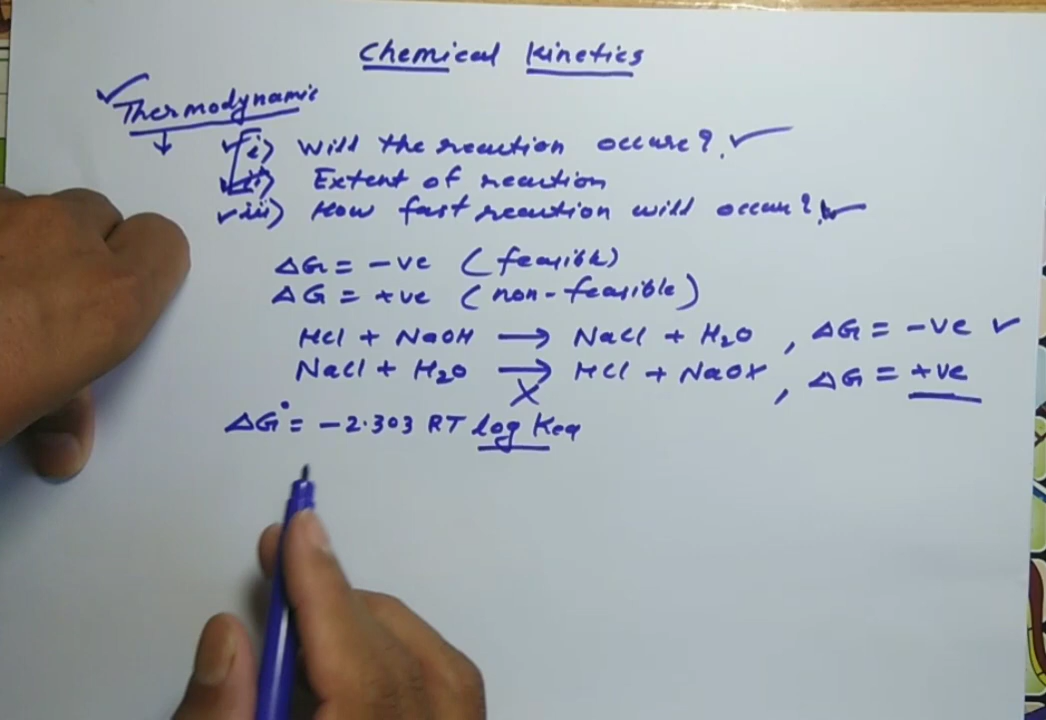 Chemical Kinetics
Thermodynamic
i) Will the reaction occure?
ii) Extent of reaction
iii) How fast reaction will occur?
ΔG = -ve (feasible)
ΔG = +ve (non-feasible)
HCl + NaOH → NaCl + H₂O , ΔG = -ve ✓
NaCl + H₂O → HCl + NaOH , ΔG = +ve
X
ΔG° = -2.303 RT log Keq